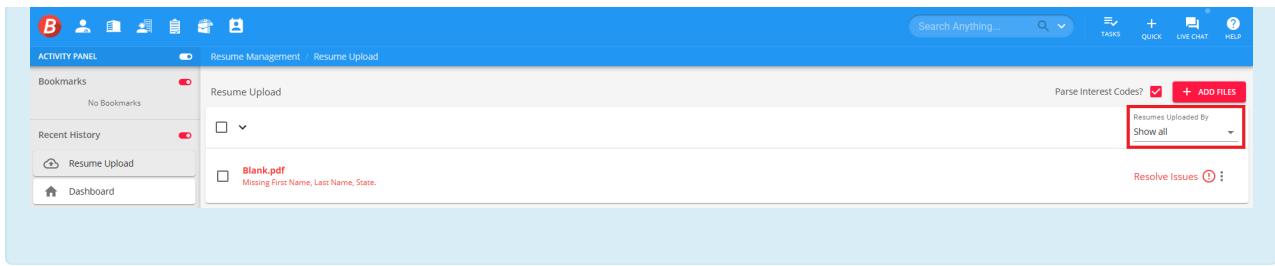 B
Search Anything...
TASKS
QUICK
LIVE CHAT
HELP
ACTIVITY PANEL
Resume Management / Resume Upload
Bookmarks
No Bookmarks
Resume Upload
Parse Interest Codes?
+ ADD FILES
Recent History
Resumes Uploaded By
Show all
Resume Upload
Blank.pdf
Missing First Name, Last Name, State.
Resolve Issues
Dashboard